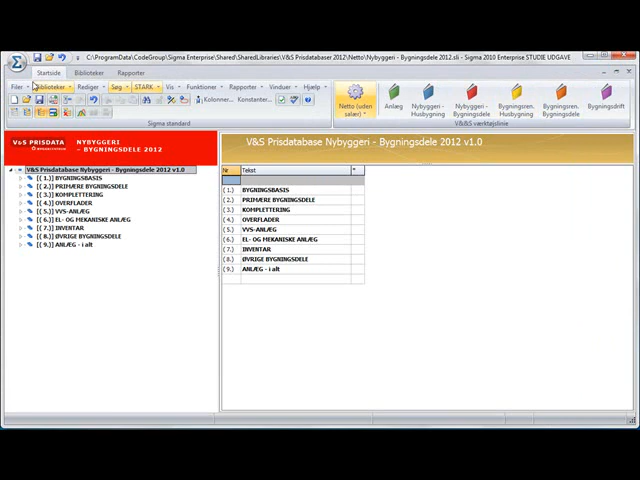 C:\ProgramData\CodeGroup\Sigma Enterprise\Shared\SharedLibraries\V&S Prisdatabaser 2012\Netto\Nybyggeri - Bygningsdele 2012.sli - Sigma 2010 Enterprise STUDIE UDGAVE
Startside Biblioteker Rapporter
Filer Biblioteker Rediger Søg STARK Vis Funktioner Rapporter Vinduer Hjælp
Kolonner... Konstanter...
Sigma standard
Netto (uden salær)
Anlæg
Nybyggeri - Husbygning
Nybyggeri - Bygningsdele
Bygningsren. Husbygning
Bygningsren. Bygningsdele
Bygningsdrift
V&S værktøjslinie
V&S PRISDATA
NYBYGGERI
- BYGNINGSDELE 2012
V&S Prisdatabase Nybyggeri - Bygningsdele 2012 v1.0
V&S Prisdatabase Nybyggeri - Bygningsdele 2012 v1.0
[( 1.)] BYGNINGSBASIS
[( 2.)] PRIMÆRE BYGNINGSDELE
[( 3.)] KOMPLETTERING
[( 4.)] OVERFLADER
[( 5.)] VVS-ANLÆG
[( 6.)] EL- OG MEKANISKE ANLÆG
[( 7.)] INVENTAR
[( 8.)] ØVRIGE BYGNINGSDELE
[( 9.)] ANLÆG - i alt
Nr Tekst *
(1.) BYGNINGSBASIS
(2.) PRIMÆRE BYGNINGSDELE
(3.) KOMPLETTERING
(4.) OVERFLADER
(5.) VVS-ANLÆG
(6.) EL- OG MEKANISKE ANLÆG
(7.) INVENTAR
(8.) ØVRIGE BYGNINGSDELE
(9.) ANLÆG - i alt